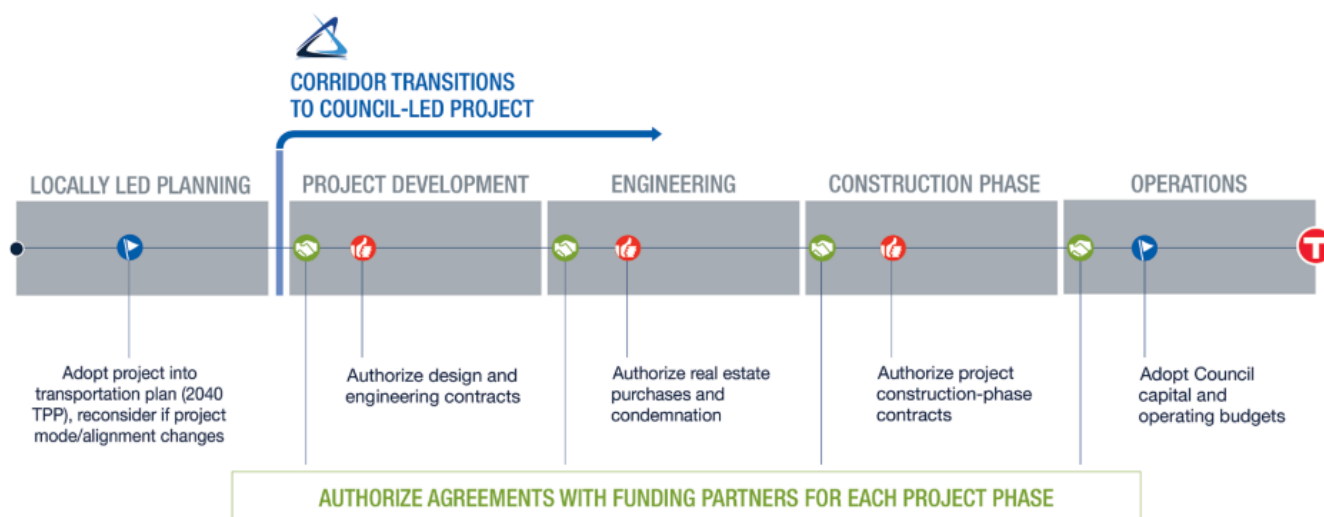 CORRIDOR TRANSITIONS
TO COUNCIL-LED PROJECT
LOCALLY LED PLANNING
PROJECT DEVELOPMENT
ENGINEERING
CONSTRUCTION PHASE
OPERATIONS
T
Adopt project into
transportation plan (2040
TPP), reconsider if project
mode/alignment changes
Authorize design and
engineering contracts
Authorize real estate
purchases and
condemnation
Authorize project
construction-phase
contracts
Adopt Council
capital and
operating budgets
AUTHORIZE AGREEMENTS WITH FUNDING PARTNERS FOR EACH PROJECT PHASE